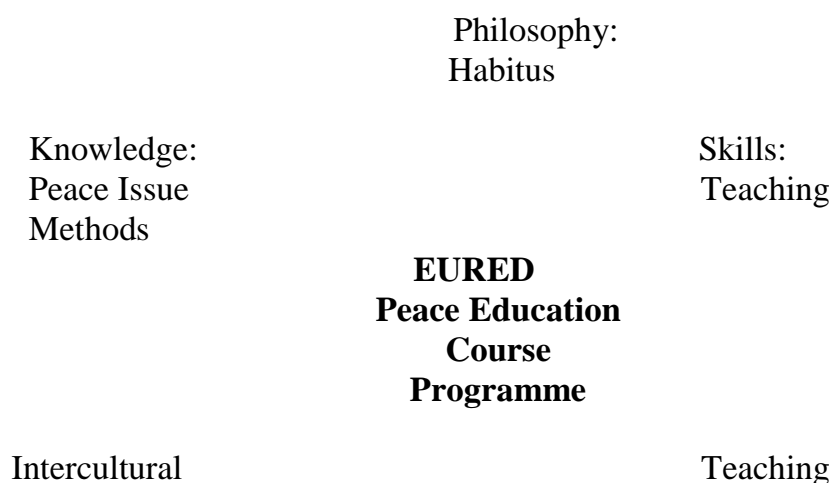 Philosophy:
Habitus
Knowledge: Skills:
Peace Issue Teaching
Methods
EURED
Peace Education
Course
Programme
Intercultural Teaching